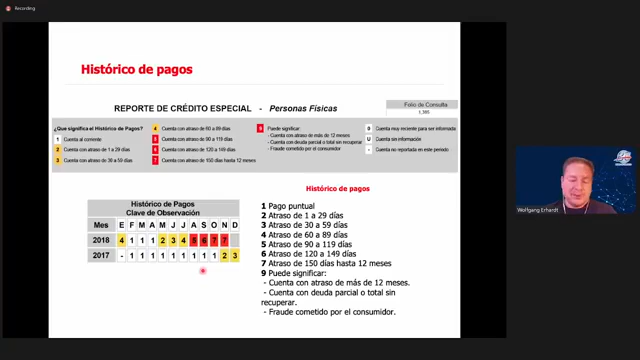 Recording
Histórico de pagos
REPORTE DE CRÉDITO ESPECIAL - Personas Físicas
Folio de Consulta
1,385
¿Que significa el Histórico de Pagos?
1 Cuenta al corriente
2 Cuenta con atraso de 1 a 29 días
3 Cuenta con atraso de 30 a 59 días
4 Cuenta con atraso de 60 a 89 días
5 Cuenta con atraso de 90 a 119 días
6 Cuenta con atraso de 120 a 149 días
7 Cuenta con atraso de 150 días hasta 12 meses
9 Puede significar:
- Cuenta con atraso de más de 12 meses
- Cuenta con deuda parcial o total sin recuperar
- Fraude cometido por el consumidor
0 Cuenta muy reciente para ser informada
U Cuenta sin información
- Cuenta no reportada en este periodo
Histórico de Pagos
Clave de Observación
Mes E F M A M J J A S O N D
2018 4 1 1 1 2 3 4 5 6 7 7
2017 - 1 1 1 1 1 1 1 1 1 2 3
Histórico de pagos
1 Pago puntual
2 Atraso de 1 a 29 días
3 Atraso de 30 a 59 días
4 Atraso de 60 a 89 días
5 Atraso de 90 a 119 días
6 Atraso de 120 a 149 días
7 Atraso de 150 días hasta 12 meses
9 Puede significar:
- Cuenta con atraso de más de 12 meses.
- Cuenta con deuda parcial o total sin
recuperar.
- Fraude cometido por el consumidor.
Wolfgang Erhardt